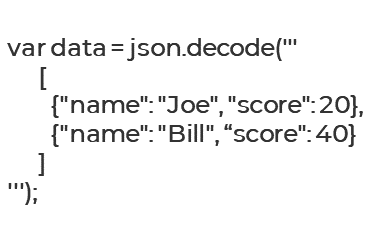 var data = json.decode('''
[
{"name": "Joe", "score": 20},
{"name": "Bill", “score": 40}
]
''');